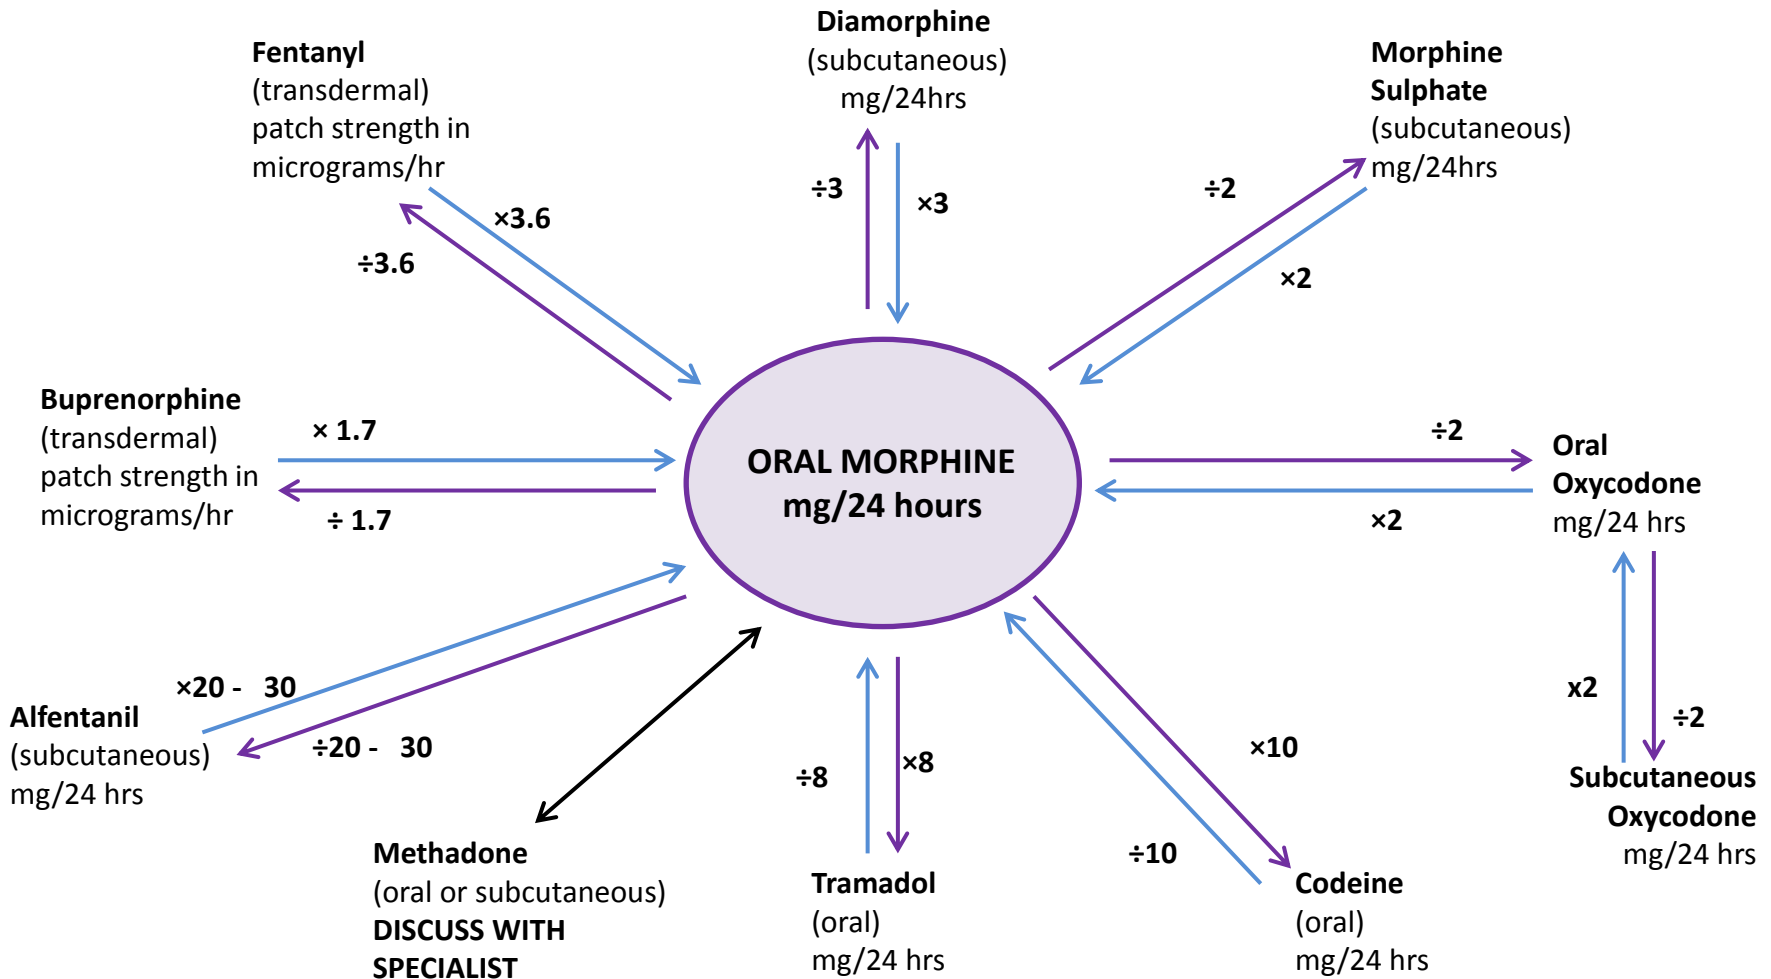 Diamorphine
(subcutaneous)
mg/24hrs
Fentanyl
(transdermal)
patch strength in
micrograms/hr
Morphine
Sulphate
(subcutaneous)
mg/24hrs
÷3
×3
÷2
×2
×3.6
÷3.6
Buprenorphine
(transdermal)
patch strength in
micrograms/hr
× 1.7
÷ 1.7
ORAL MORPHINE
mg/24 hours
÷2
×2
Oral
Oxycodone
mg/24 hrs
x2
÷2
Subcutaneous
Oxycodone
mg/24 hrs
×20 -   30
÷20 -   30
Alfentanil
(subcutaneous)
mg/24 hrs
Methadone
(oral or subcutaneous)
DISCUSS WITH
SPECIALIST
÷8
×8
Tramadol
(oral)
mg/24 hrs
×10
÷10
Codeine
(oral)
mg/24 hrs